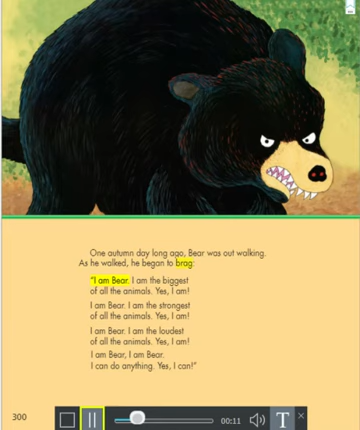 One autumn day long ago, Bear was out walking.
As he walked, he began to brag:
"I am Bear. I am the biggest
of all the animals. Yes, I am!
I am Bear. I am the strongest
of all the animals. Yes, I am!
I am Bear. I am the loudest
of all the animals. Yes, I am!
I am Bear, I am Bear.
I can do anything. Yes, I can!"
300
00:11
T